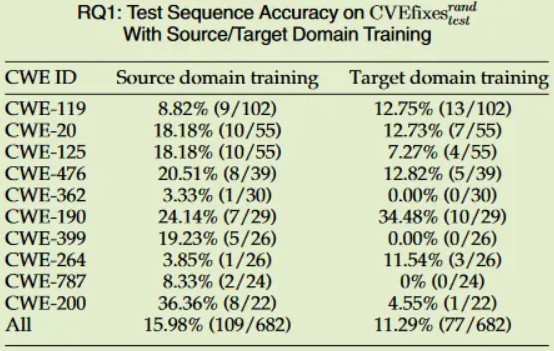 RQ1: Test Sequence Accuracy on CVEfixes^{rand}_{test}
With Source/Target Domain Training
CWE ID Source domain training Target domain training
CWE-119 8.82% (9/102) 12.75% (13/102)
CWE-20 18.18% (10/55) 12.73% (7/55)
CWE-125 18.18% (10/55) 7.27% (4/55)
CWE-476 20.51% (8/39) 12.82% (5/39)
CWE-362 3.33% (1/30) 0.00% (0/30)
CWE-190 24.14% (7/29) 34.48% (10/29)
CWE-399 19.23% (5/26) 0.00% (0/26)
CWE-264 3.85% (1/26) 11.54% (3/26)
CWE-787 8.33% (2/24) 0% (0/24)
CWE-200 36.36% (8/22) 4.55% (1/22)
All 15.98% (109/682) 11.29% (77/682)